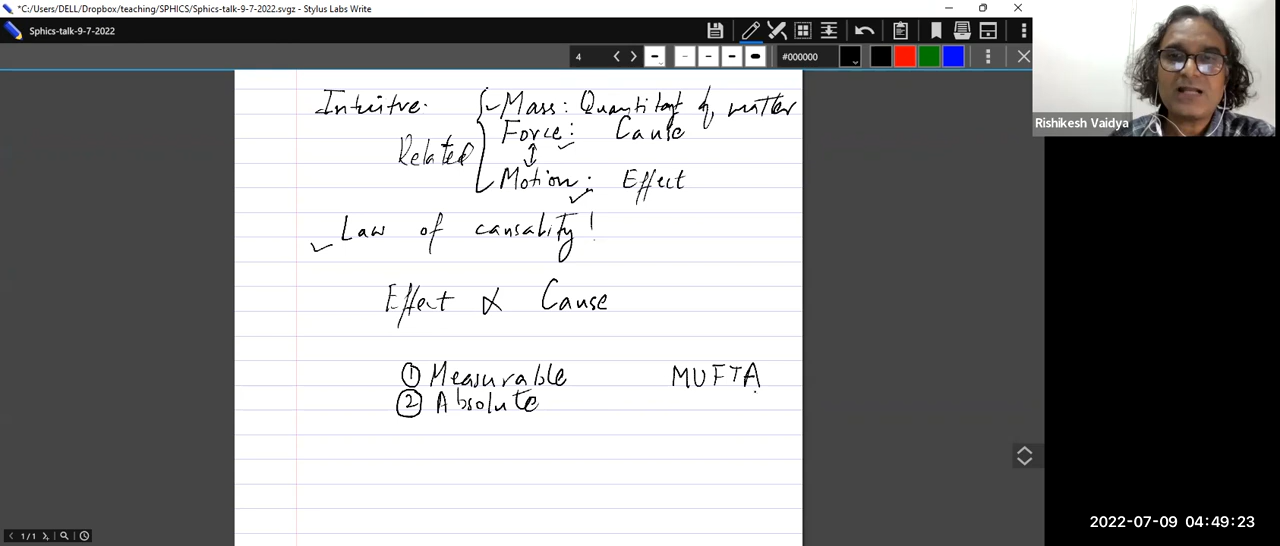 *C:/Users/DELL/Dropbox/teaching/SPHICS/Sphics-talk-9-7-2022.svgz - Stylus Labs Write
Sphics-talk-9-7-2022
4 #000000
Rishikesh Vaidya
Intuitve. Mass: Quantity of matter
Force: Cause
Related
Motion: Effect
Law of causality!
Effect ∝ Cause
① Measurable MUFTA
② Absolute
1/1
2022-07-09 04:49:23